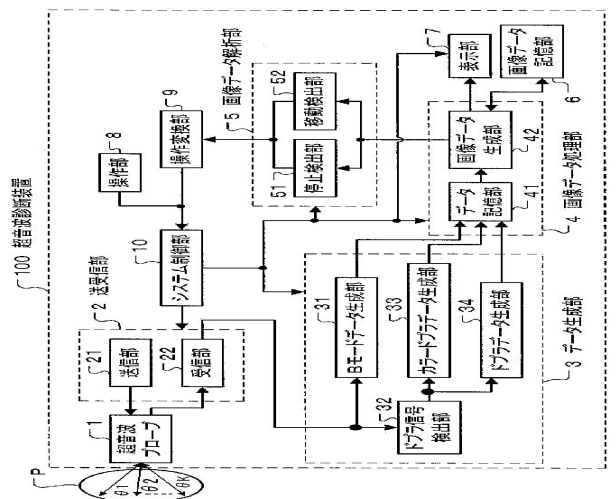 100 超音波診断装置
P
θ1
θ2
θK
1
超音波
プローブ
2 送受信部
21
送信部
22
受信部
10
システム制御部
8
操作部
9
操作変換部
5 画像データ解析部
51
停止検出部
52
移動検出部
3 データ生成部
31
Bモードデータ生成部
32
ドプラ信号
検出部
33
カラードプラデータ生成部
34
ドプラデータ生成部
4 画像データ処理部
41
データ
記信部
42
画像データ
生成部
7
表示部
画像データ
記信部
6